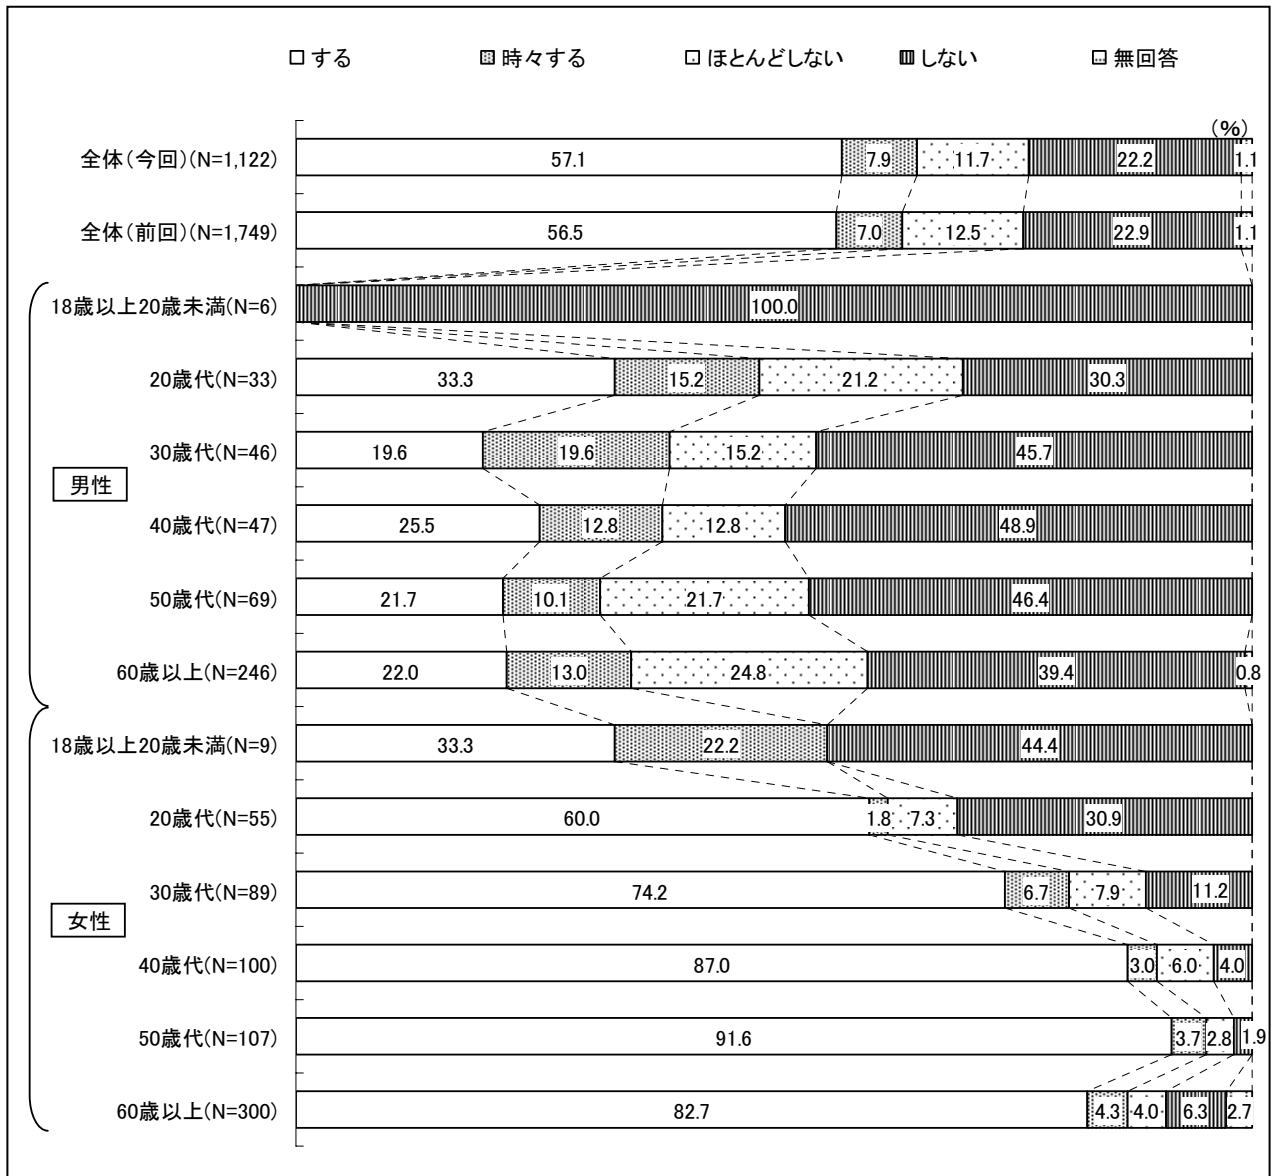 する 時々する ほとんどしない しない 無回答
(%)
全体(今回)(N=1,122) 57.1 7.9 11.7 22.2 1.1
全体(前回)(N=1,749) 56.5 7.0 12.5 22.9 1.1
18歳以上20歳未満(N=6) 100.0
20歳代(N=33) 33.3 15.2 21.2 30.3
30歳代(N=46) 19.6 19.6 15.2 45.7
男性
40歳代(N=47) 25.5 12.8 12.8 48.9
50歳代(N=69) 21.7 10.1 21.7 46.4
60歳以上(N=246) 22.0 13.0 24.8 39.4 0.8
18歳以上20歳未満(N=9) 33.3 22.2 44.4
20歳代(N=55) 60.0 1.8 7.3 30.9
30歳代(N=89) 74.2 6.7 7.9 11.2
女性
40歳代(N=100) 87.0 3.0 6.0 4.0
50歳代(N=107) 91.6 3.7 2.8 1.9
60歳以上(N=300) 82.7 4.3 4.0 6.3 2.7